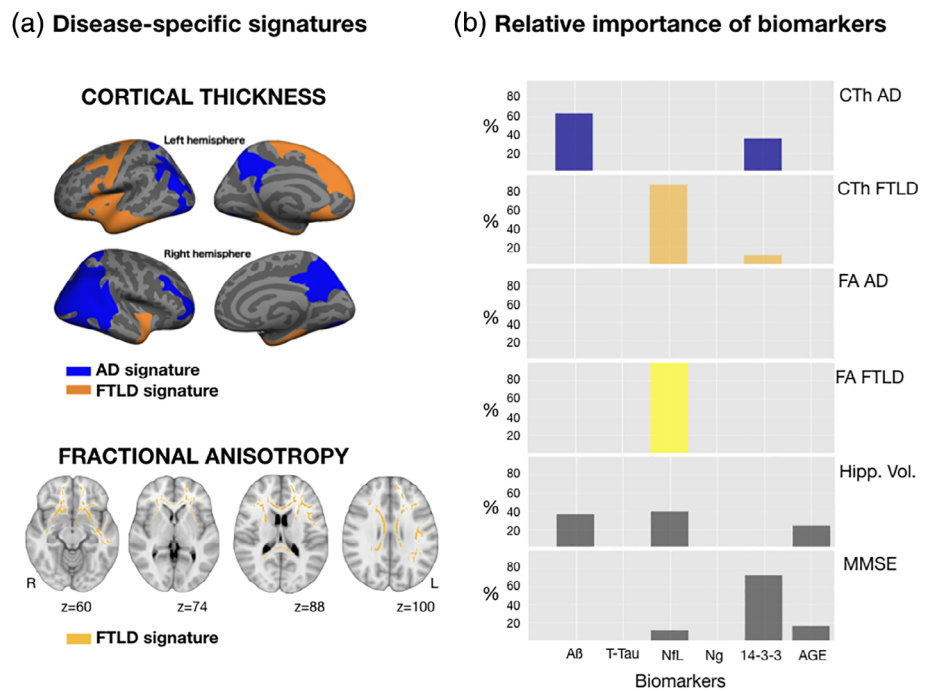 (a) Disease-specific signatures
CORTICAL THICKNESS
Left hemisphere
Right hemisphere
AD signature
FTLD signature
FRACTIONAL ANISOTROPY
R
L
z=60 z=74 z=88 z=100
FTLD signature
(b) Relative importance of biomarkers
CTh AD
%
80
60
40
20
CTh FTLD
%
80
60
40
20
FA AD
%
80
60
40
20
FA FTLD
%
80
60
40
20
Hipp. Vol.
%
80
60
40
20
MMSE
%
80
60
40
20
Aß T-Tau NfL Ng 14-3-3 AGE
Biomarkers